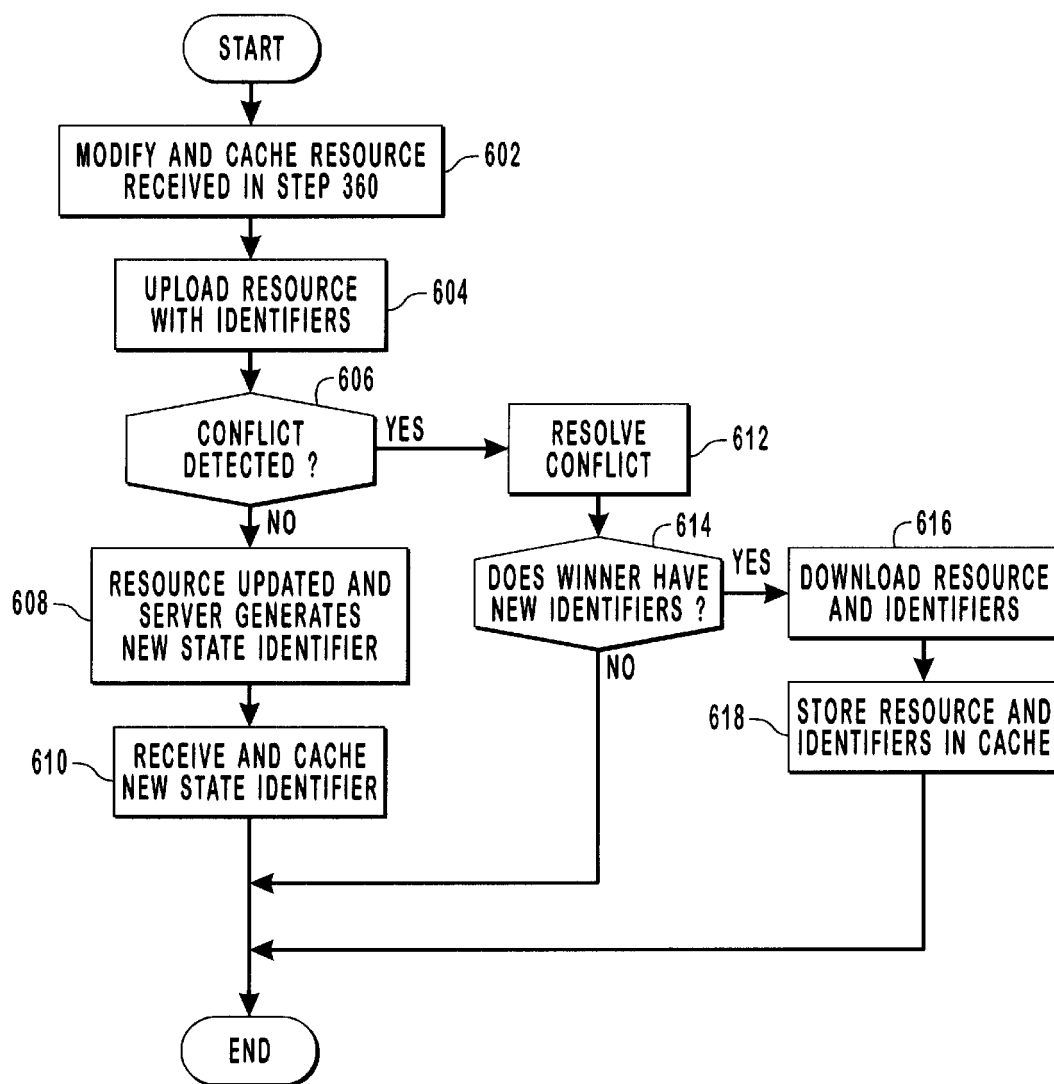 START
MODIFY AND CACHE RESOURCE
RECEIVED IN STEP 360
602
UPLOAD RESOURCE
WITH IDENTIFIERS
604
606
CONFLICT
DETECTED ?
YES
NO
RESOLVE
CONFLICT
612
614
DOES WINNER HAVE
NEW IDENTIFIERS ?
YES
NO
616
DOWNLOAD RESOURCE
AND IDENTIFIERS
608
RESOURCE UPDATED AND
SERVER GENERATES
NEW STATE IDENTIFIER
618
STORE RESOURCE AND
IDENTIFIERS IN CACHE
610
RECEIVE AND CACHE
NEW STATE IDENTIFIER
END